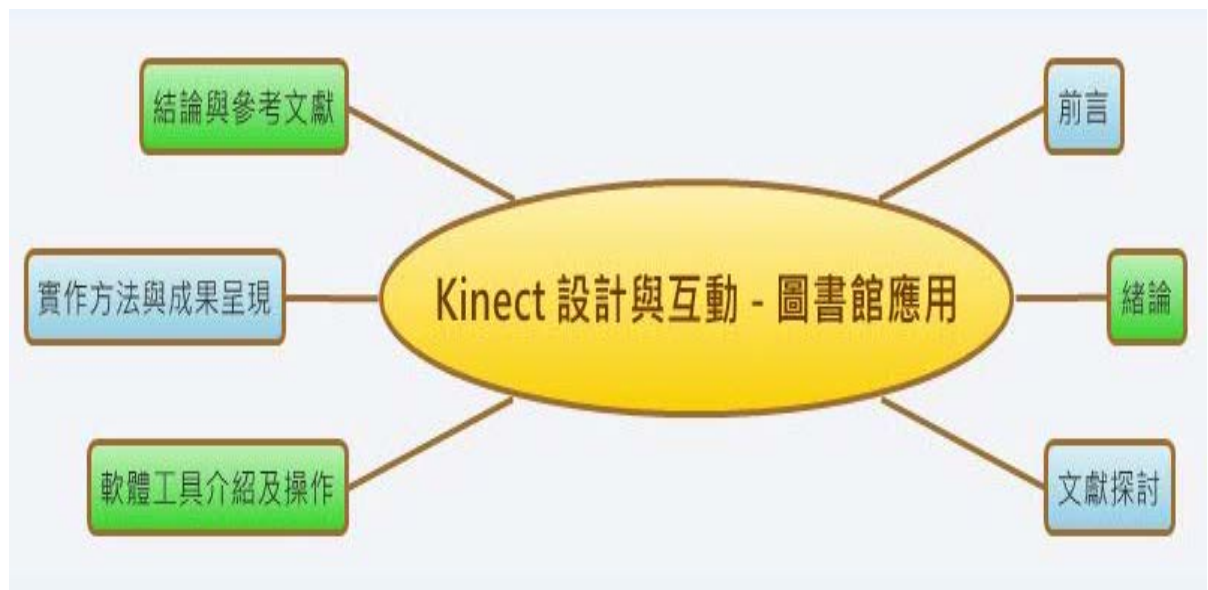 Kinect 設計與互動 - 圖書館應用
前言
緒論
文獻探討
軟體工具介紹及操作
實作方法與成果呈現
結論與參考文獻